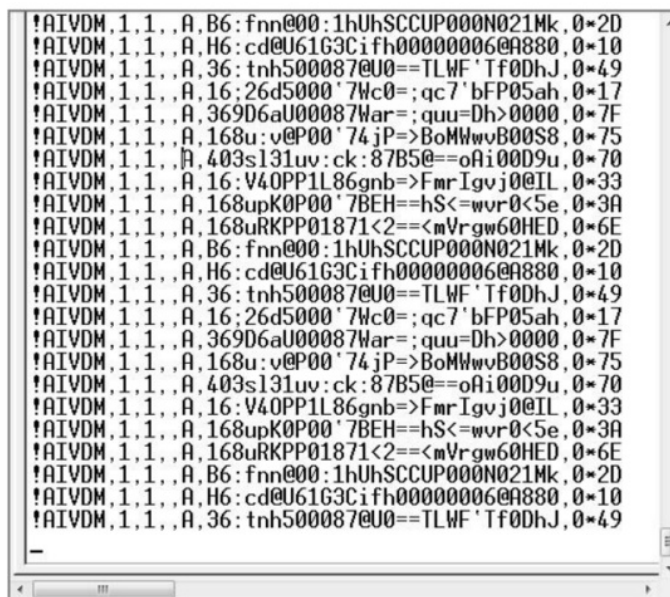 !AIVDM,1,1,,A,B6:fnn@00:1hUhSCCUP000N021Mk,0*2D
!AIVDM,1,1,,A,H6:cd@U61G3Cifh00000006@A880,0*10
!AIVDM,1,1,,A,36:tnh500087@U0==TLWF'Tf0DhJ,0*49
!AIVDM,1,1,,A,16;26d5000'7Wc0=;qc7'bFP05ah,0*17
!AIVDM,1,1,,A,369D6aU00087War=;quu=Dh>0000,0*7F
!AIVDM,1,1,,A,168u:v@P00'74jP=>BoMWwvB00S8,0*75
!AIVDM,1,1,,A,403sl31uv:ck:87B5@==oAi00D9u,0*70
!AIVDM,1,1,,A,16:V4OPP1L86gnb=>FmrIgvj0@IL,0*33
!AIVDM,1,1,,A,168upK0P00'7BEH==hS<=wvr0<5e,0*3A
!AIVDM,1,1,,A,168uRKPP01871<2==<mVrgw60HED,0*6E
!AIVDM,1,1,,A,B6:fnn@00:1hUhSCCUP000N021Mk,0*2D
!AIVDM,1,1,,A,H6:cd@U61G3Cifh00000006@A880,0*10
!AIVDM,1,1,,A,36:tnh500087@U0==TLWF'Tf0DhJ,0*49
!AIVDM,1,1,,A,16;26d5000'7Wc0=;qc7'bFP05ah,0*17
!AIVDM,1,1,,A,369D6aU00087War=;quu=Dh>0000,0*7F
!AIVDM,1,1,,A,168u:v@P00'74jP=>BoMWwvB00S8,0*75
!AIVDM,1,1,,A,403sl31uv:ck:87B5@==oAi00D9u,0*70
!AIVDM,1,1,,A,16:V4OPP1L86gnb=>FmrIgvj0@IL,0*33
!AIVDM,1,1,,A,168upK0P00'7BEH==hS<=wvr0<5e,0*3A
!AIVDM,1,1,,A,168uRKPP01871<2==<mVrgw60HED,0*6E
!AIVDM,1,1,,A,B6:fnn@00:1hUhSCCUP000N021Mk,0*2D
!AIVDM,1,1,,A,H6:cd@U61G3Cifh00000006@A880,0*10
!AIVDM,1,1,,A,36:tnh500087@U0==TLWF'Tf0DhJ,0*49